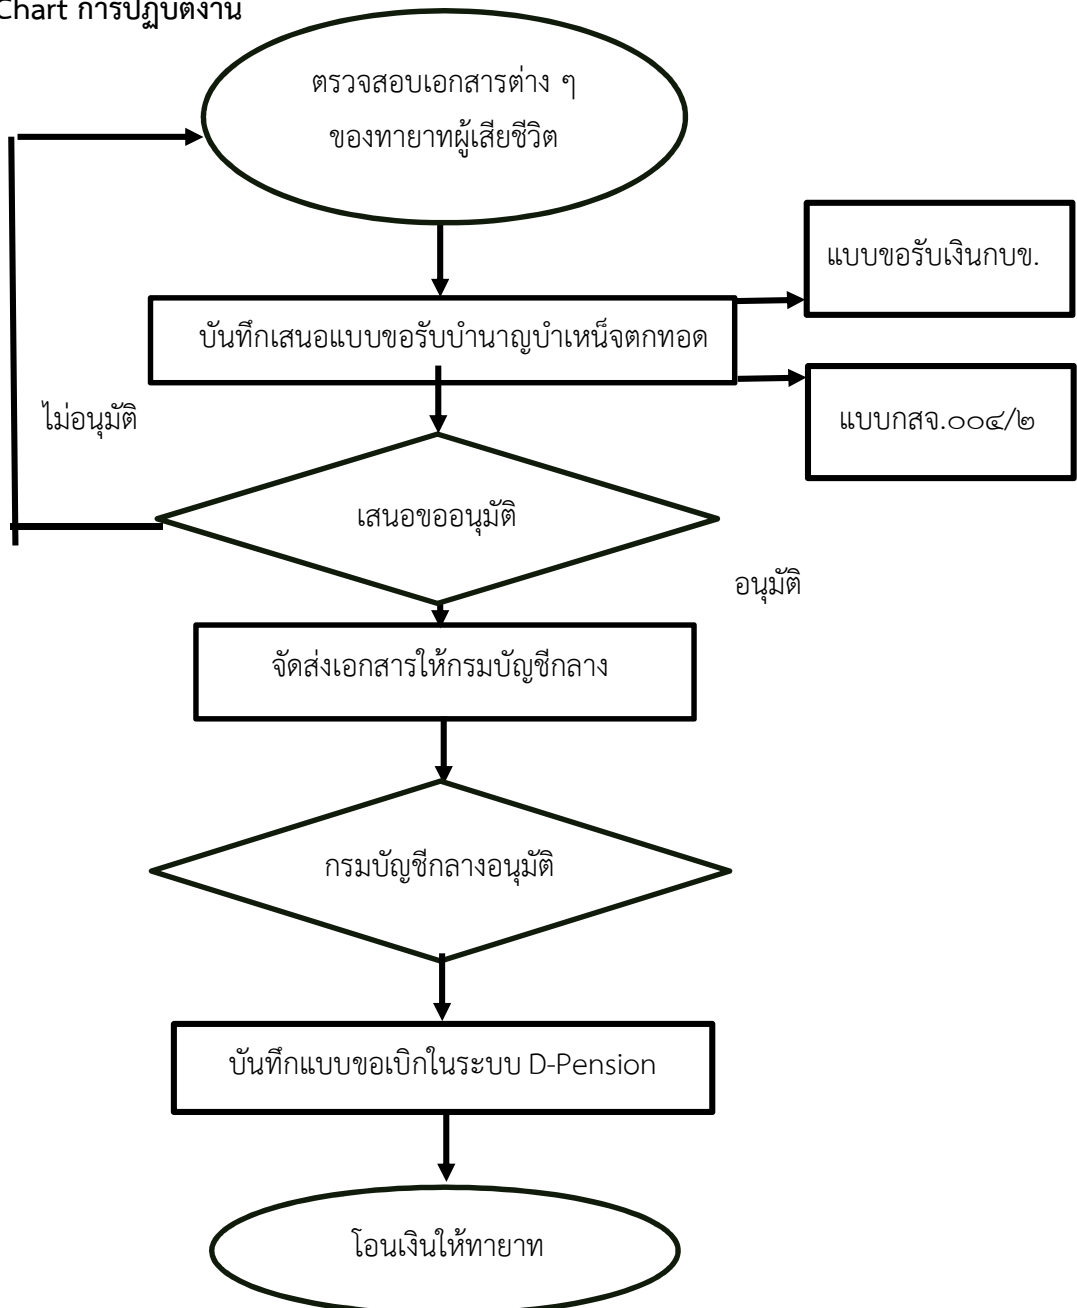 Chart การปฏิบัติงาน
ตรวจสอบเอกสารต่าง ๆ
ของทายาทผู้เสียชีวิต
แบบขอรับเงินกบข.
บันทึกเสนอแบบขอรับบำนาญบำเหน็จตกทอด
แบบกสจ.๐๐๔/๒
ไม่อนุมัติ
เสนอขออนุมัติ
อนุมัติ
จัดส่งเอกสารให้กรมบัญชีกลาง
กรมบัญชีกลางอนุมัติ
บันทึกแบบขอเบิกในระบบ D-Pension
โอนเงินให้ทายาท